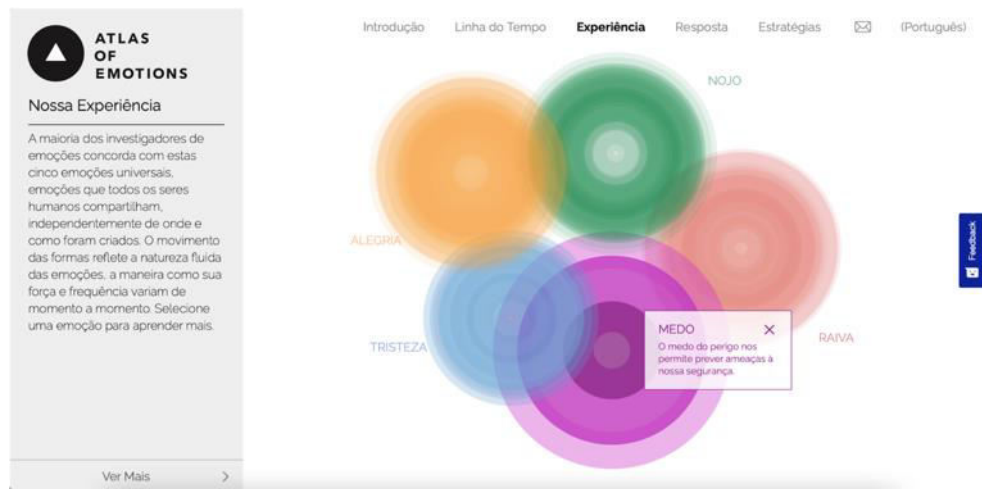 ATLAS
OF
EMOTIONS
Nossa Experiência
A maioria dos investigadores de
emoções concorda com estas
cinco emoções universais,
emoções que todos os seres
humanos compartilham,
independentemente de onde e
como foram criados. O movimento
das formas reflete a natureza fluida
das emoções, a maneira como sua
força e frequência variam de
momento a momento. Selecione
uma emoção para aprender mais.
Ver Mais
Introdução Linha do Tempo Experiência Resposta Estratégias (Português)
NOJO
ALEGRIA
TRISTEZA
RAIVA
MEDO
O medo do perigo nos
permite prever ameaças à
nossa segurança.
Feedback